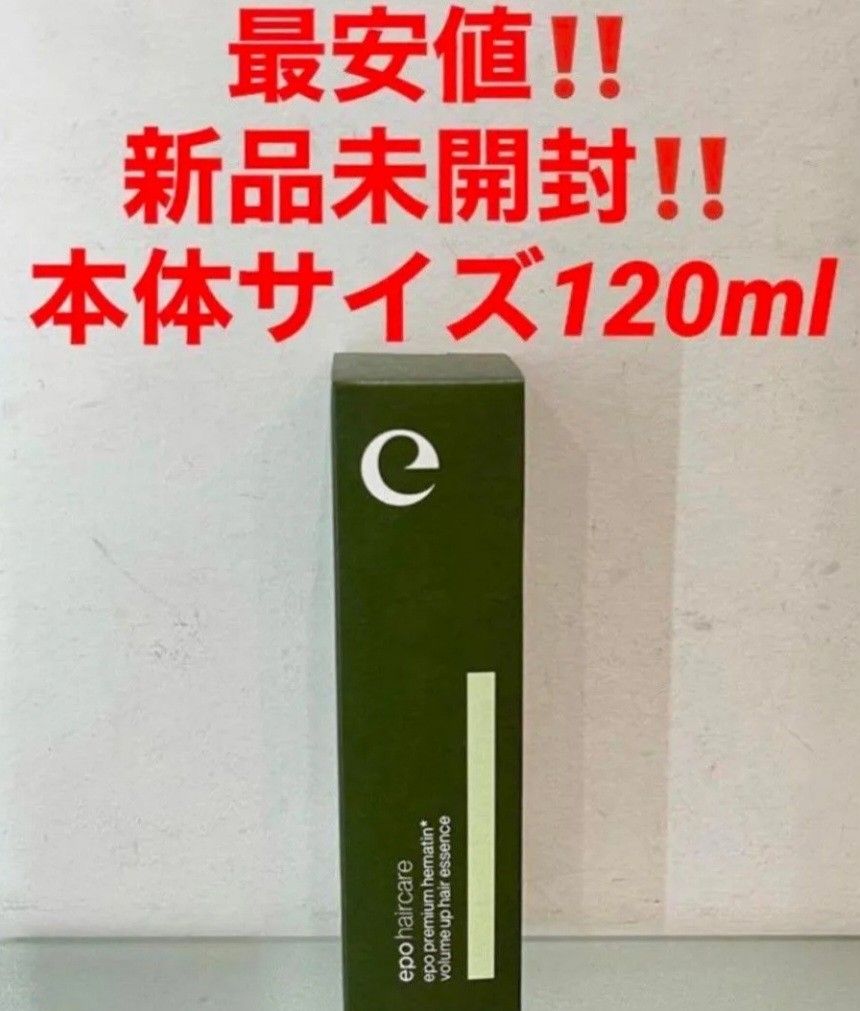 最安値‼️
新品未開封‼️
本体サイズ120ml
e
epo haircare
epo premium hematin*
volume up hair essence